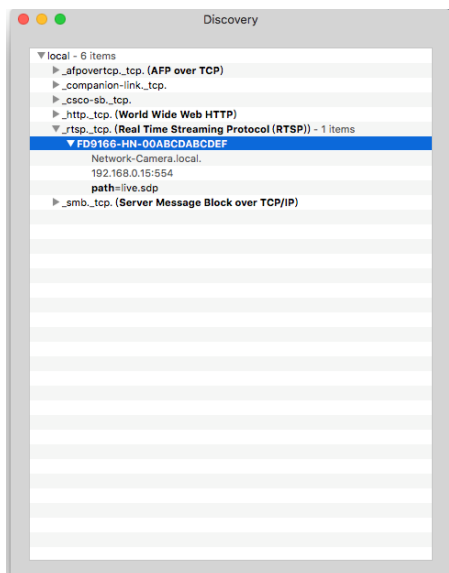 Discovery
local - 6 items
_afpovertcp._tcp. (AFP over TCP)
_companion-link._tcp.
_csco-sb._tcp.
_http._tcp. (World Wide Web HTTP)
_rtsp._tcp. (Real Time Streaming Protocol (RTSP)) - 1 items
FD9166-HN-00ABCDABCDEF
Network-Camera.local.
192.168.0.15:554
path=live.sdp
_smb._tcp. (Server Message Block over TCP/IP)